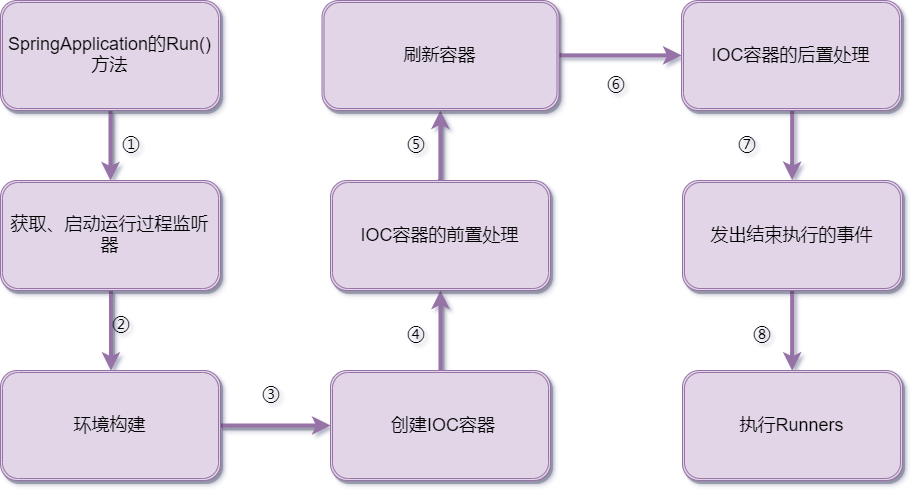 SpringApplication的Run()
方法
①
获取、启动运行过程监听
器
②
环境构建
③
创建IOC容器
④
IOC容器的前置处理
⑤
刷新容器
⑥
IOC容器的后置处理
⑦
发出结束执行的事件
⑧
执行Runners